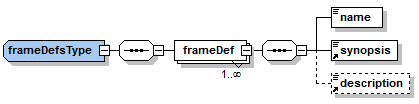 name
frameDefsType
frameDef
synopsis
1..∞
description